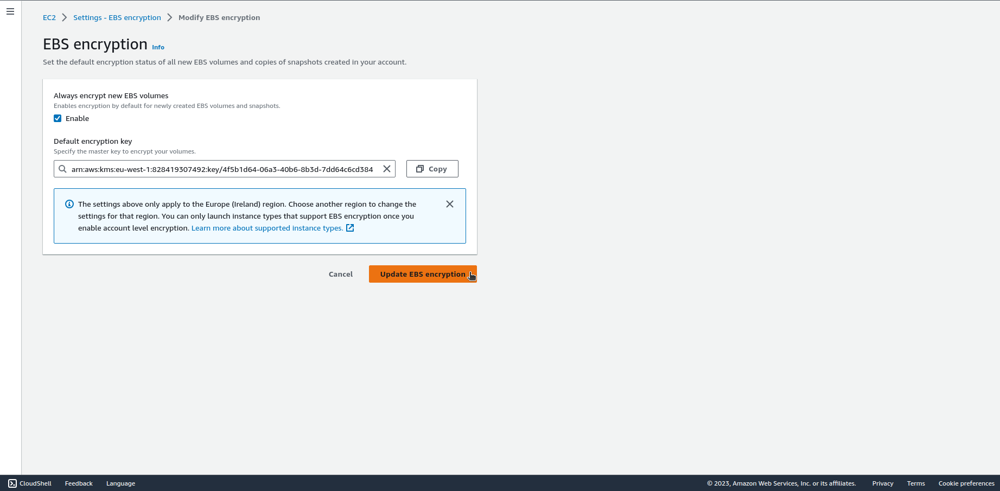 EC2 Settings - EBS encryption Modify EBS encryption
EBS encryption Info
Set the default encryption status of all new EBS volumes and copies of snapshots created in your account.
Always encrypt new EBS volumes
Enables encryption by default for newly created EBS volumes and snapshots.
Enable
Default encryption key
Specify the master key to encrypt your volumes.
arn:aws:kms:eu-west-1:828419307492:key/4f5b1d64-06a3-40b6-8b3d-7dd64c6cd384 Copy
The settings above only apply to the Europe (Ireland) region. Choose another region to change the
settings for that region. You can only launch instance types that support EBS encryption once you
enable account level encryption. Learn more about supported instance types.
Cancel Update EBS encryption
CloudShell Feedback Language © 2023, Amazon Web Services, Inc. or its affiliates. Privacy Terms Cookie preferences